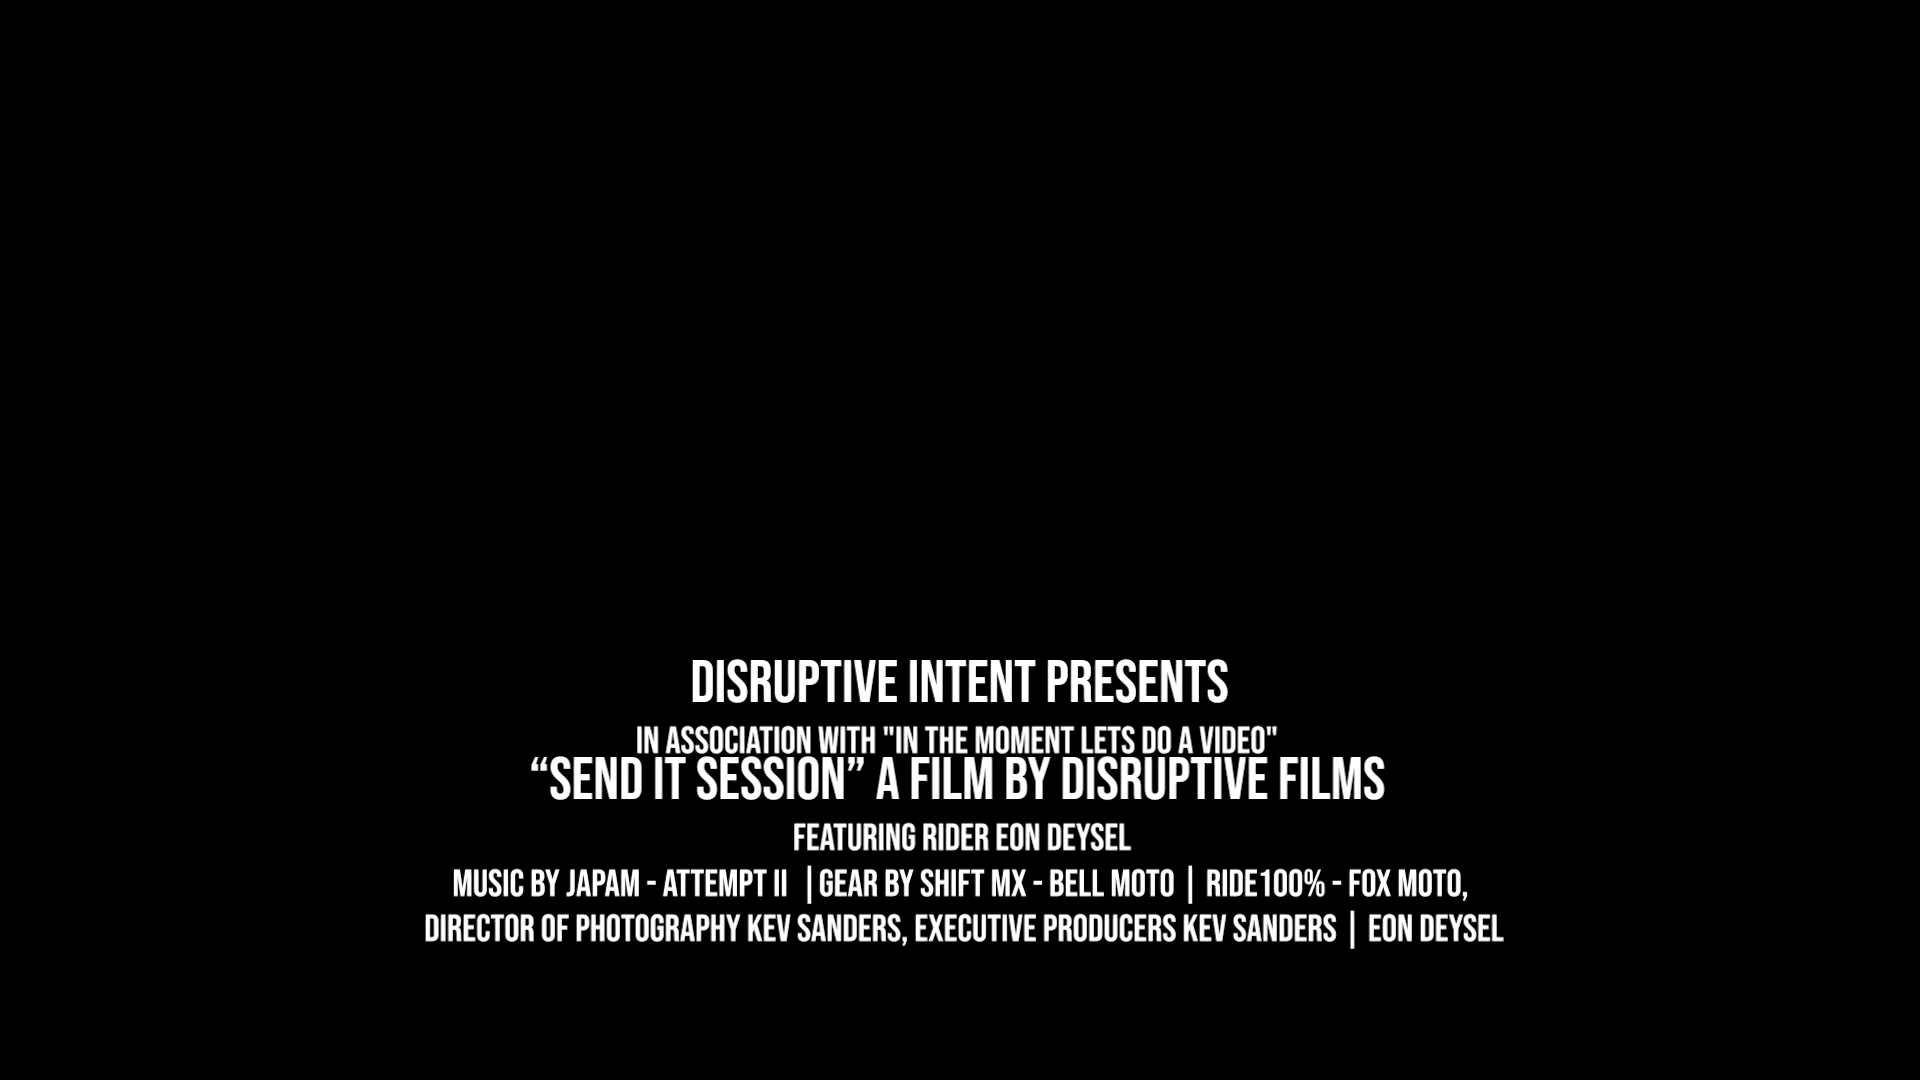 DISRUPTIVE INTENT PRESENTS
IN ASSOCIATION WITH "IN THE MOMENT LETS DO A VIDEO"
“SEND IT SESSION” A FILM BY DISRUPTIVE FILMS
FEATURING RIDER EON DEYSEL
MUSIC BY JAPAM - ATTEMPT II | GEAR BY SHIFT MX - BELL MOTO | RIDE100% - FOX MOTO,
DIRECTOR OF PHOTOGRAPHY KEV SANDERS, EXECUTIVE PRODUCERS KEV SANDERS | EON DEYSEL